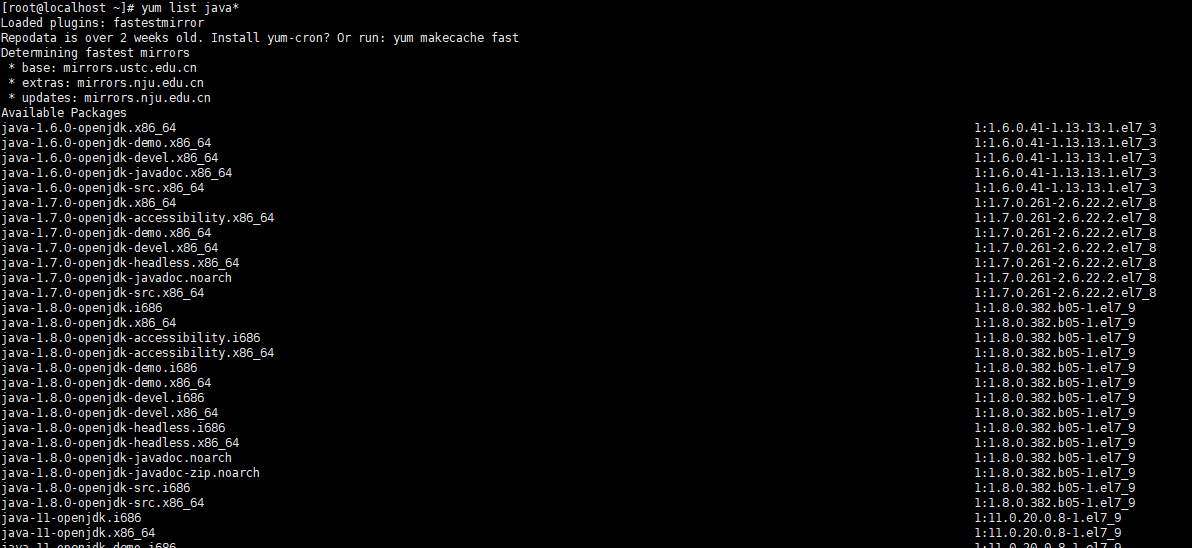 [root@localhost ~]# yum list java*
Loaded plugins: fastestmirror
Repodata is over 2 weeks old. Install yum-cron? Or run: yum makecache fast
Determining fastest mirrors
 * base: mirrors.ustc.edu.cn
 * extras: mirrors.nju.edu.cn
 * updates: mirrors.nju.edu.cn
Available Packages
java-1.6.0-openjdk.x86_64 1:1.6.0.41-1.13.13.1.el7_3
java-1.6.0-openjdk-demo.x86_64 1:1.6.0.41-1.13.13.1.el7_3
java-1.6.0-openjdk-devel.x86_64 1:1.6.0.41-1.13.13.1.el7_3
java-1.6.0-openjdk-javadoc.x86_64 1:1.6.0.41-1.13.13.1.el7_3
java-1.6.0-openjdk-src.x86_64 1:1.6.0.41-1.13.13.1.el7_3
java-1.7.0-openjdk.x86_64 1:1.7.0.261-2.6.22.2.el7_8
java-1.7.0-openjdk-accessibility.x86_64 1:1.7.0.261-2.6.22.2.el7_8
java-1.7.0-openjdk-demo.x86_64 1:1.7.0.261-2.6.22.2.el7_8
java-1.7.0-openjdk-devel.x86_64 1:1.7.0.261-2.6.22.2.el7_8
java-1.7.0-openjdk-headless.x86_64 1:1.7.0.261-2.6.22.2.el7_8
java-1.7.0-openjdk-javadoc.noarch 1:1.7.0.261-2.6.22.2.el7_8
java-1.7.0-openjdk-src.x86_64 1:1.7.0.261-2.6.22.2.el7_8
java-1.8.0-openjdk.i686 1:1.8.0.382.b05-1.el7_9
java-1.8.0-openjdk.x86_64 1:1.8.0.382.b05-1.el7_9
java-1.8.0-openjdk-accessibility.i686 1:1.8.0.382.b05-1.el7_9
java-1.8.0-openjdk-accessibility.x86_64 1:1.8.0.382.b05-1.el7_9
java-1.8.0-openjdk-demo.i686 1:1.8.0.382.b05-1.el7_9
java-1.8.0-openjdk-demo.x86_64 1:1.8.0.382.b05-1.el7_9
java-1.8.0-openjdk-devel.i686 1:1.8.0.382.b05-1.el7_9
java-1.8.0-openjdk-devel.x86_64 1:1.8.0.382.b05-1.el7_9
java-1.8.0-openjdk-headless.i686 1:1.8.0.382.b05-1.el7_9
java-1.8.0-openjdk-headless.x86_64 1:1.8.0.382.b05-1.el7_9
java-1.8.0-openjdk-javadoc.noarch 1:1.8.0.382.b05-1.el7_9
java-1.8.0-openjdk-javadoc-zip.noarch 1:1.8.0.382.b05-1.el7_9
java-1.8.0-openjdk-src.i686 1:1.8.0.382.b05-1.el7_9
java-1.8.0-openjdk-src.x86_64 1:1.8.0.382.b05-1.el7_9
java-11-openjdk.i686 1:11.0.20.0.8-1.el7_9
java-11-openjdk.x86_64 1:11.0.20.0.8-1.el7_9
java-11-openjdk-demo.i686 1:11.0.20.0.8-1.el7_9